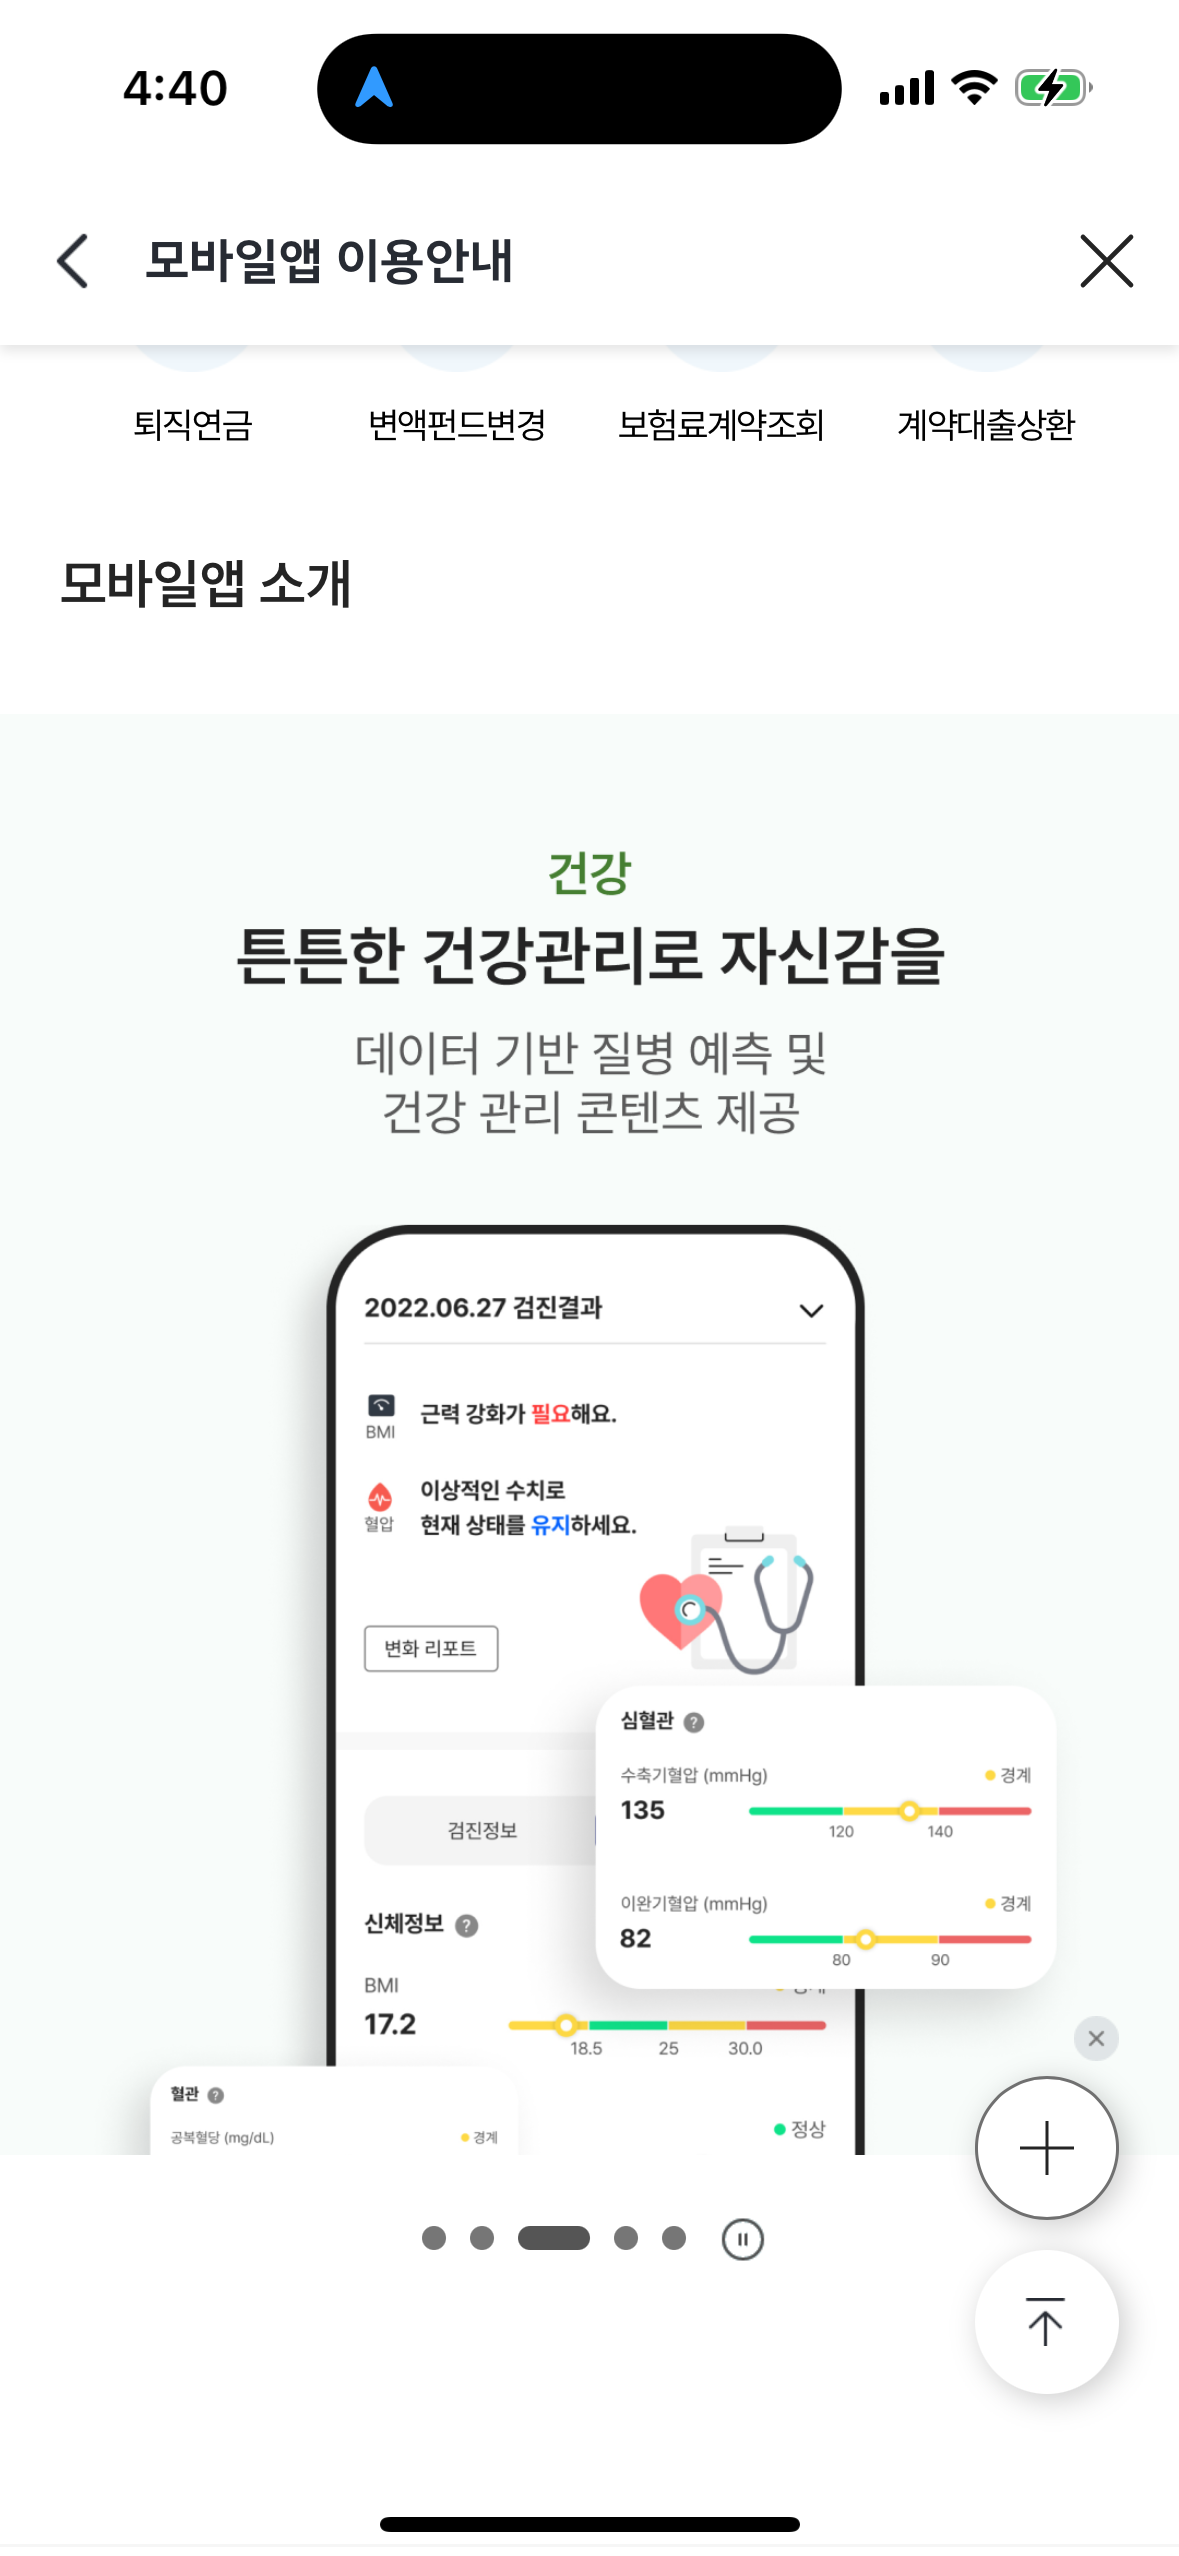 4:40
모바일앱 이용안내
퇴직연금 변액펀드변경 보험료계약조회 계약대출상환
모바일앱 소개
건강
튼튼한 건강관리로 자신감을
데이터 기반 질병 예측 및
건강 관리 콘텐츠 제공
2022.06.27 검진결과
BMI 근력 강화가 필요해요.
이상적인 수치로
혈압 현재 상태를 유지하세요.
변화 리포트
심혈관 ?
수축기혈압 (mmHg) 경계
135
120 140
이완기혈압 (mmHg) 경계
82
80 90
검진정보
신체정보 ?
BMI
17.2
18.5 25 30.0
정상
혈관 ?
공복혈당 (mg/dL) 경계